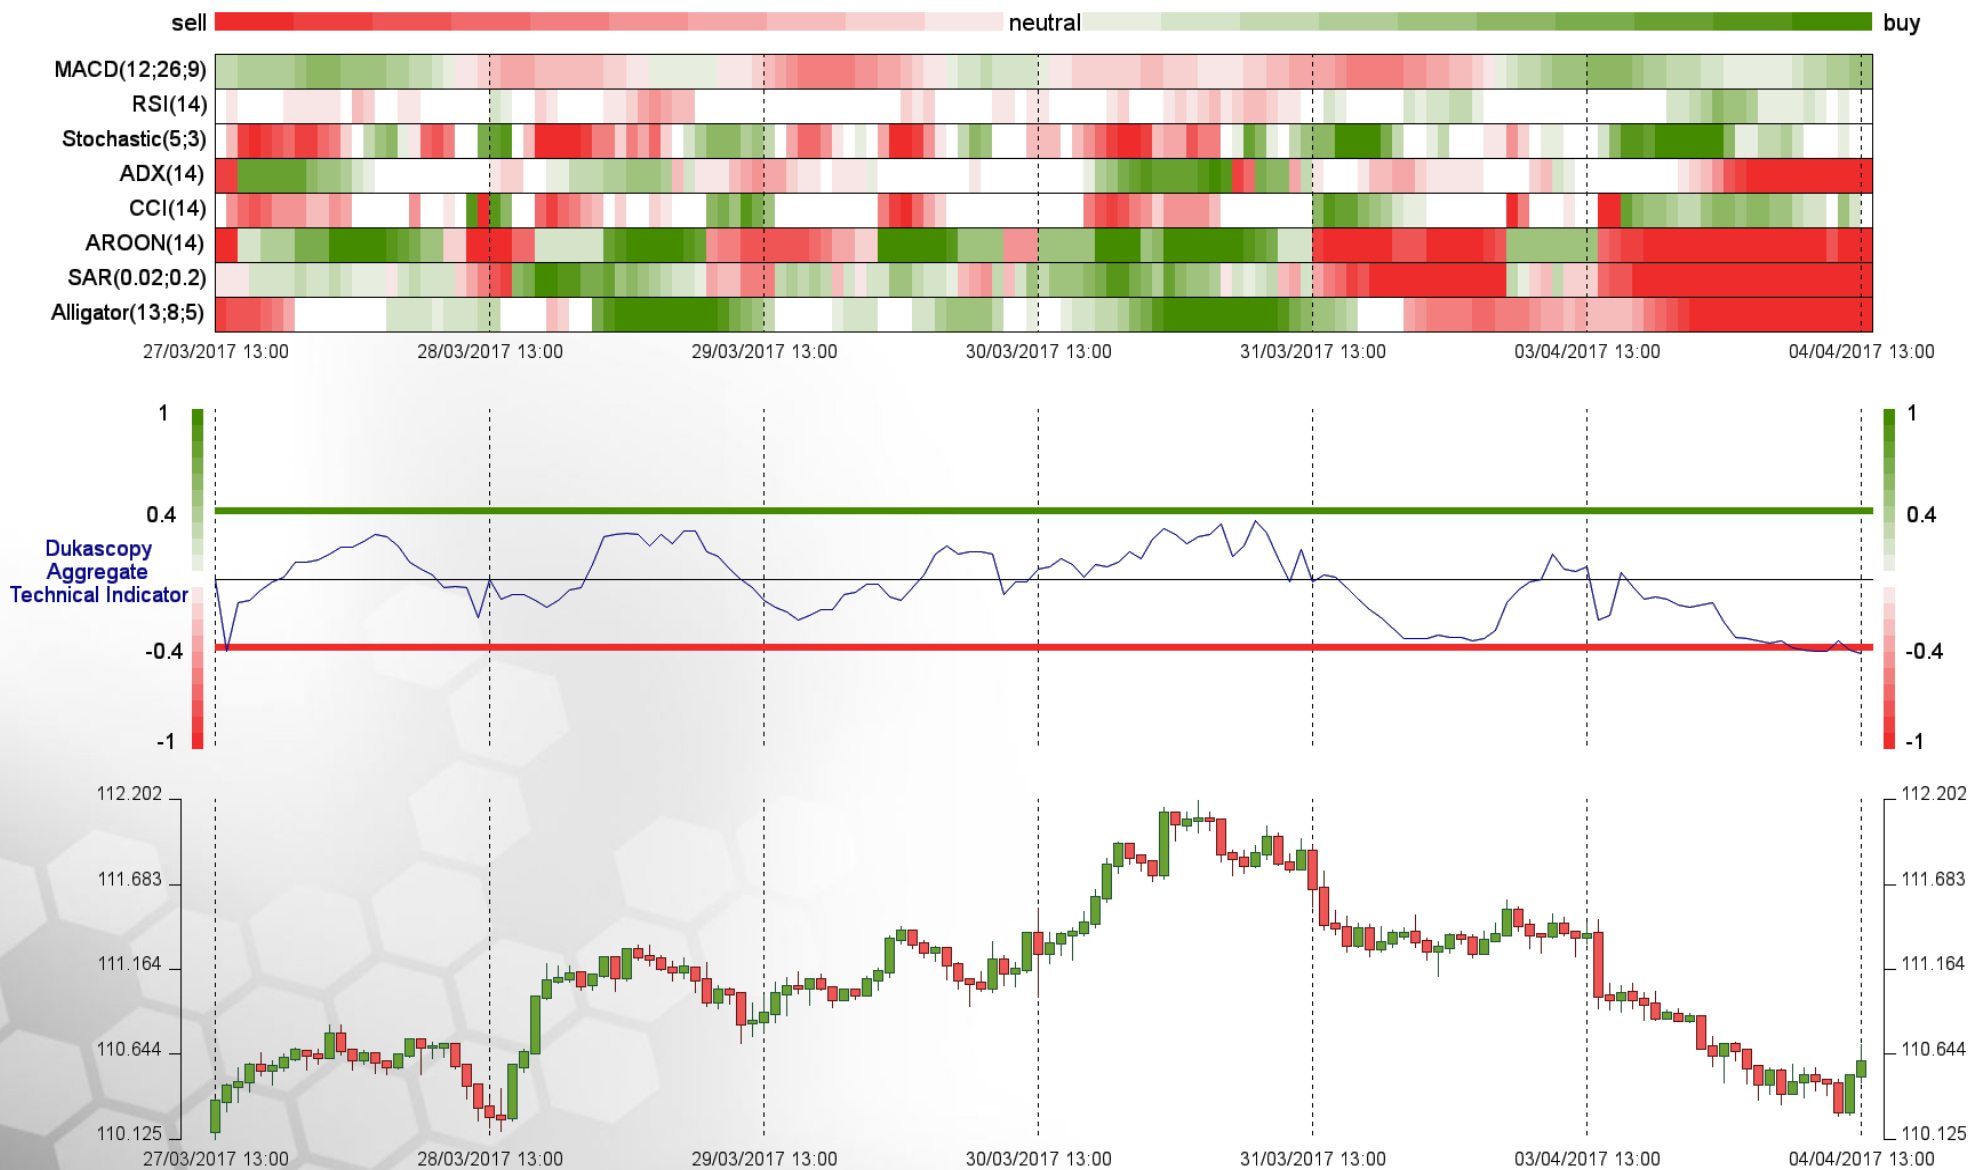 sell neutral buy
MACD(12;26;9)
RSI(14)
Stochastic(5;3)
ADX(14)
CCI(14)
AROON(14)
SAR(0.02;0.2)
Alligator(13;8;5)
27/03/2017 13:00 28/03/2017 13:00 29/03/2017 13:00 30/03/2017 13:00 31/03/2017 13:00 03/04/2017 13:00 04/04/2017 13:00
1 1
0.4 0.4
Dukascopy
Aggregate
Technical Indicator
-0.4 -0.4
-1 -1
112.202 112.202
111.683 111.683
111.164 111.164
110.644 110.644
110.125 110.125
27/03/2017 13:00 28/03/2017 13:00 29/03/2017 13:00 30/03/2017 13:00 31/03/2017 13:00 03/04/2017 13:00 04/04/2017 13:00